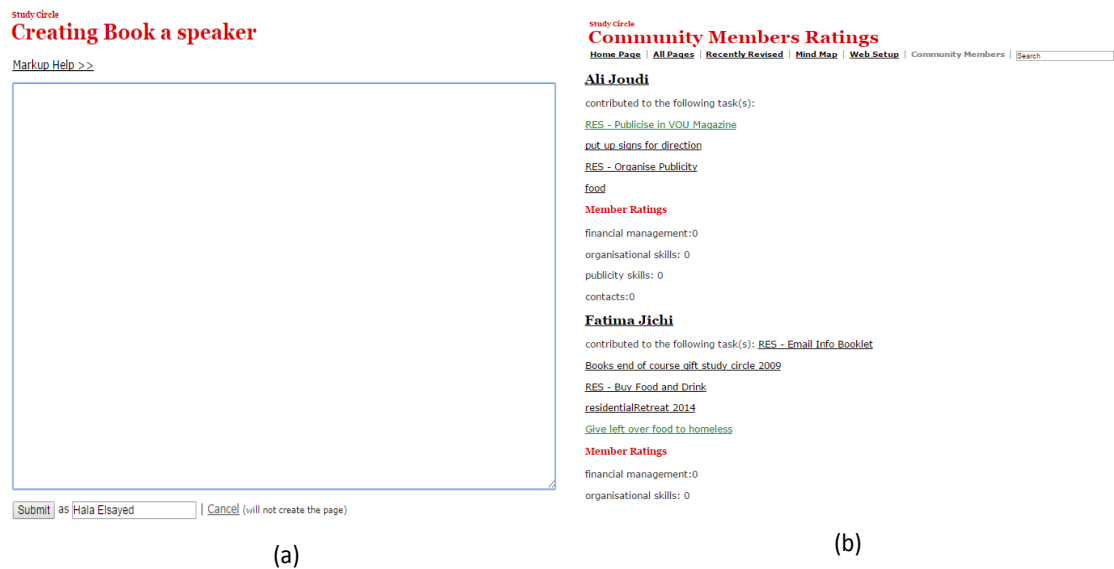 Study Circle
Creating Book a speaker
Markup Help >>
Submit as Hala Elsayed | Cancel (will not create the page)
(a)
Study Circle
Community Members Ratings
Home Page | All Pages | Recently Revised | Mind Map | Web Setup | Community Members | Search
Ali Joudi
contributed to the following task(s):
RES - Publicise in VOU Magazine
put up signs for direction
RES - Organise Publicity
food
Member Ratings
financial management:0
organisational skills: 0
publicity skills: 0
contacts:0
Fatima Jichi
contributed to the following task(s): RES - Email Info Booklet
Books end of course gift study circle 2009
RES - Buy Food and Drink
residentialRetreat 2014
Give left over food to homeless
Member Ratings
financial management:0
organisational skills: 0
(b)